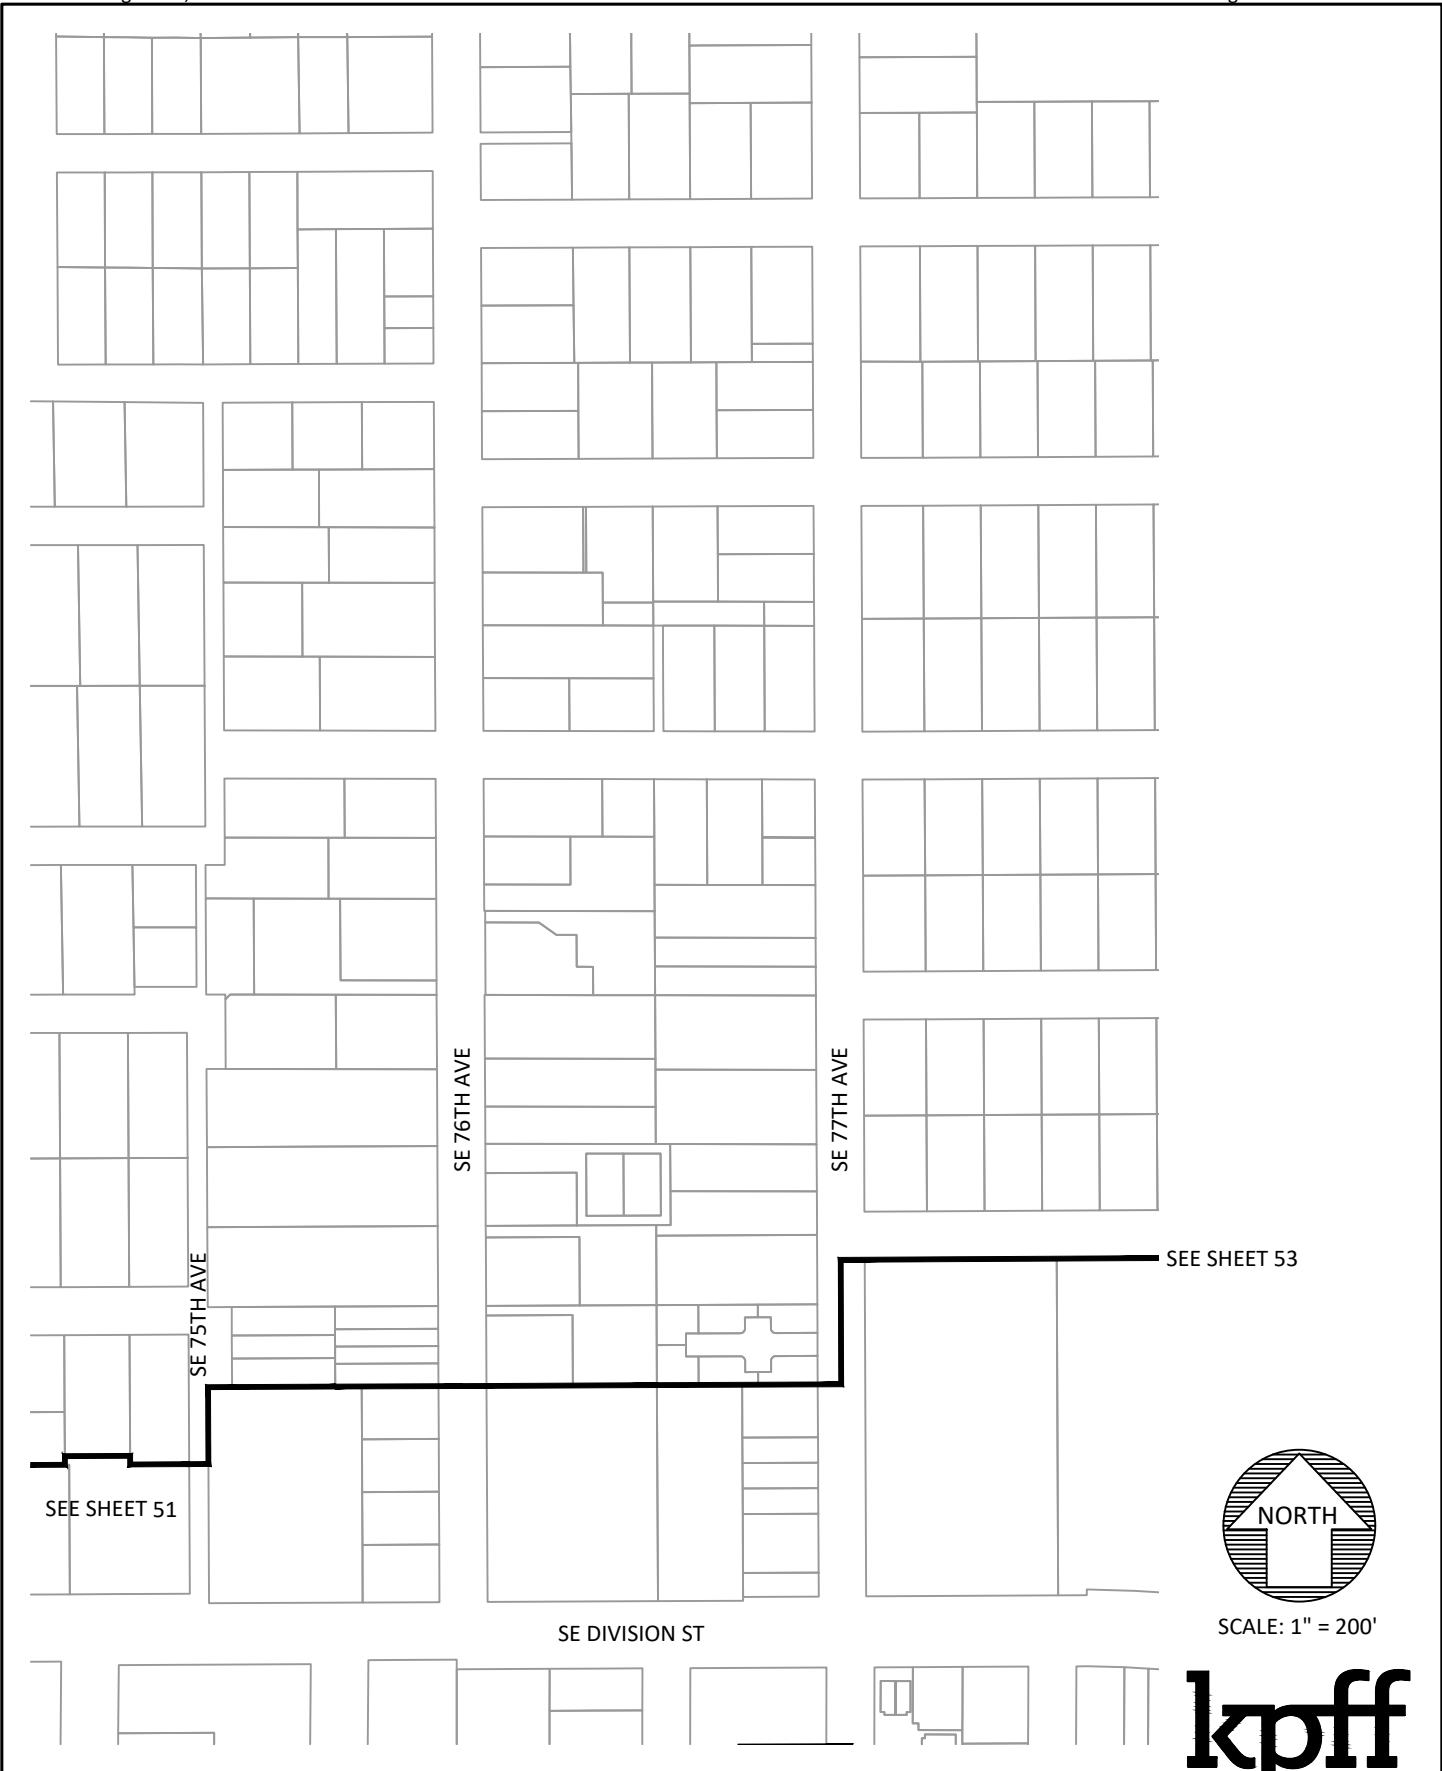 SE 76TH AVE
SE 77TH AVE
SE 75TH AVE
SEE SHEET 53
SEE SHEET 51
NORTH
SCALE: 1" = 200'
SE DIVISION ST
kpff